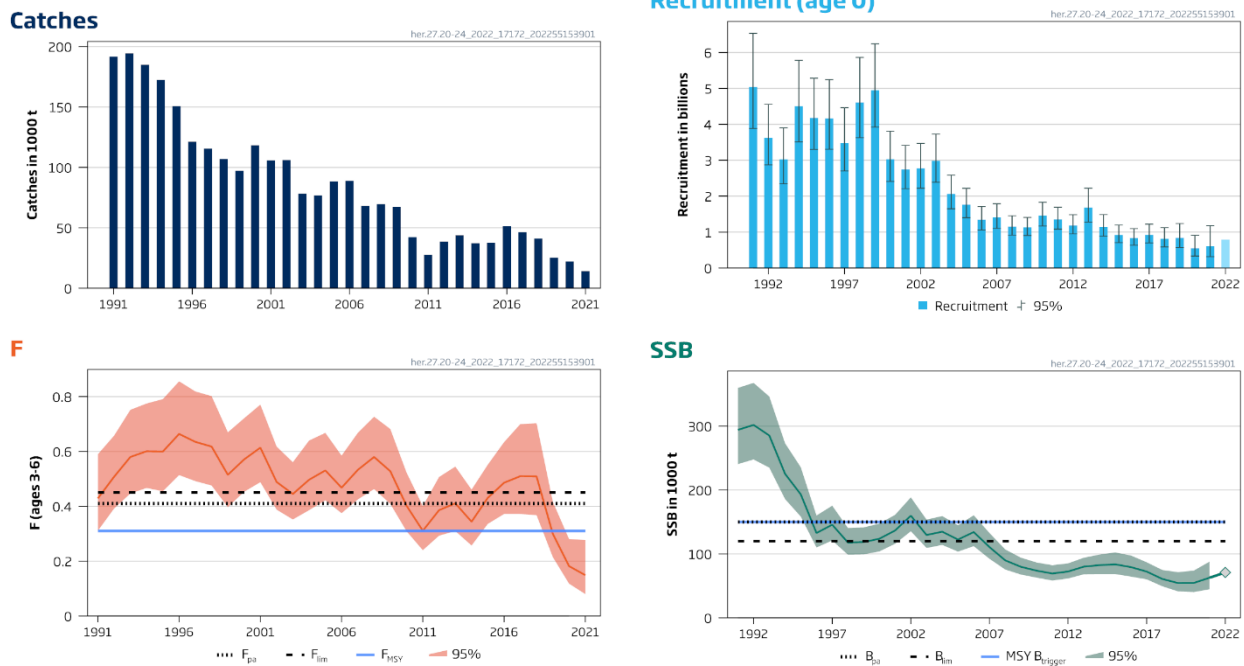 Catches
her.27.20-24_2022_17172_202255153901
Catches in 1000 t
200
150
100
50
0
1991 1996 2001 2006 2011 2016 2021
Recruitment (age 0)
her.27.20-24_2022_17172_202255153901
Recruitment in billions
6
5
4
3
2
1
0
1992 1997 2002 2007 2012 2017 2022
Recruitment 95%
F
her.27.20-24_2022_17172_202255153901
F (ages 3-6)
0.8
0.6
0.4
0.2
0
1991 1996 2001 2006 2011 2016 2021
Fpa Flim FMSY 95%
SSB
her.27.20-24_2022_17172_202255153901
SSB in 1000 t
300
200
100
0
1992 1997 2002 2007 2012 2017 2022
Bpa Blim MSY Btrigger 95%